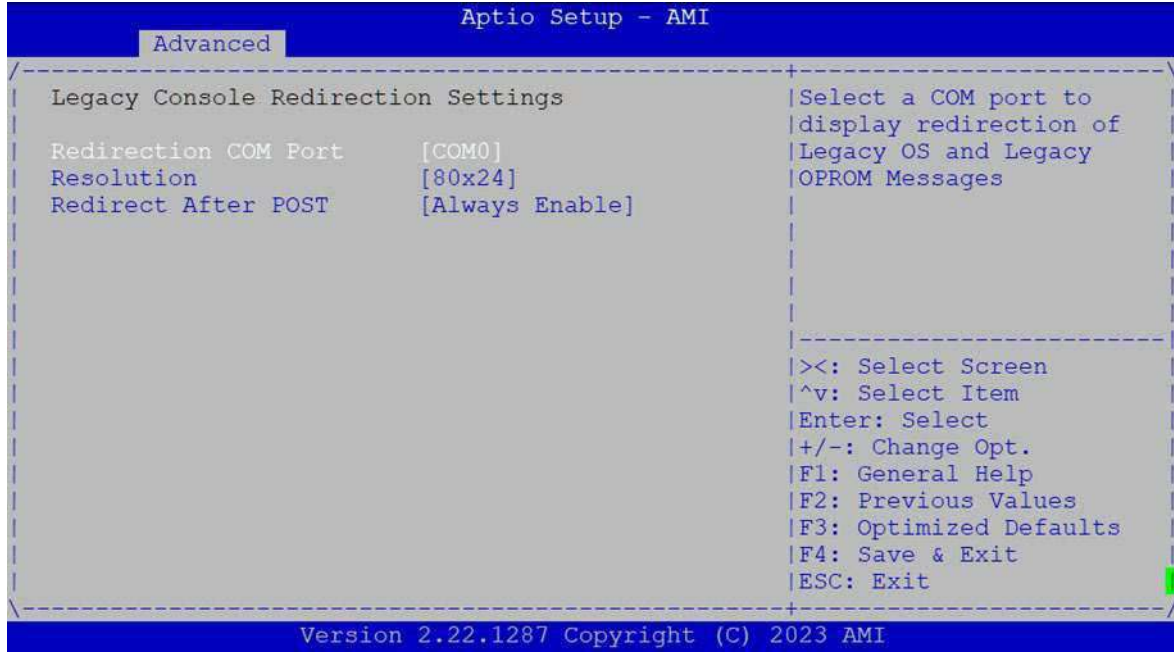 Aptio Setup - AMI
Advanced
Legacy Console Redirection Settings
Redirection COM Port [COM0]
Resolution [80x24]
Redirect After POST [Always Enable]
Select a COM port to
display redirection of
Legacy OS and Legacy
OPROM Messages
><: Select Screen
^v: Select Item
Enter: Select
+/-: Change Opt.
F1: General Help
F2: Previous Values
F3: Optimized Defaults
F4: Save & Exit
ESC: Exit
Version 2.22.1287 Copyright (C) 2023 AMI